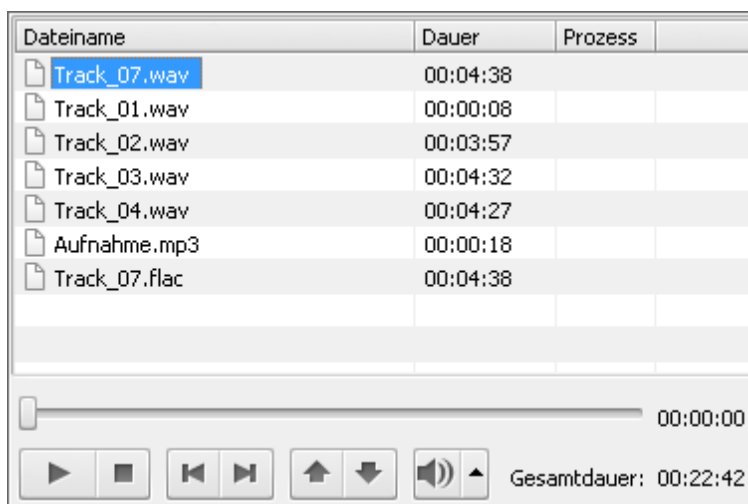 Dateiname Dauer Prozess
Track_07.wav 00:04:38
Track_01.wav 00:00:08
Track_02.wav 00:03:57
Track_03.wav 00:04:32
Track_04.wav 00:04:27
Aufnahme.mp3 00:00:18
Track_07.flac 00:04:38
00:00:00
Gesamtdauer: 00:22:42